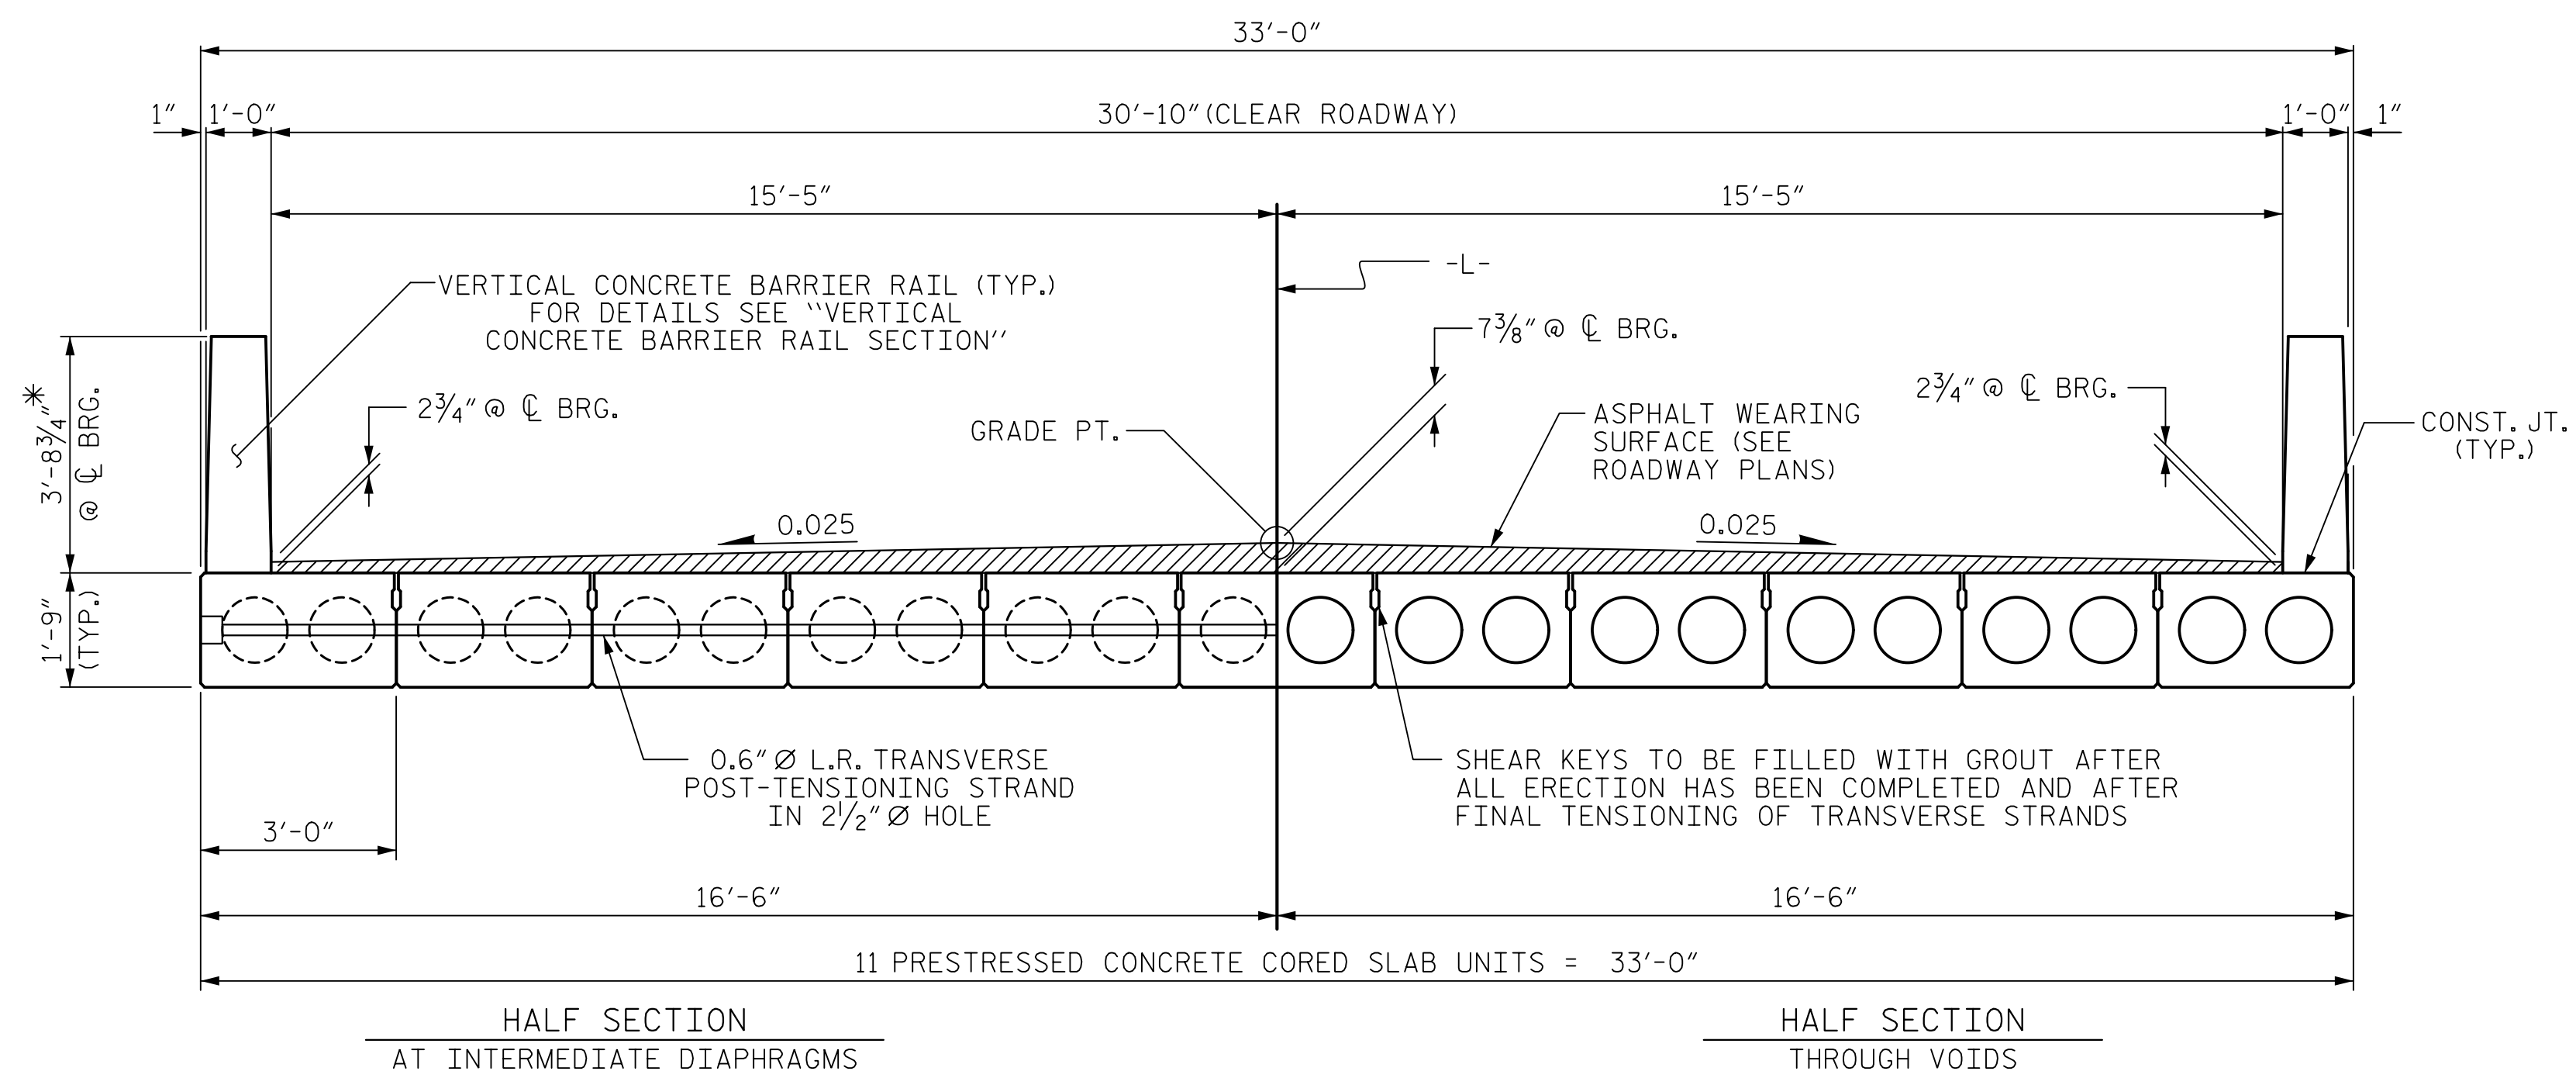 33'-0"
1" 1'-0" 30'-10" (CLEAR ROADWAY) 1'-0" 1"
15'-5" 15'-5"
-L-
VERTICAL CONCRETE BARRIER RAIL (TYP.)
FOR DETAILS SEE "VERTICAL
CONCRETE BARRIER RAIL SECTION"
7⅜" @ ℄ BRG.
2¾" @ ℄ BRG.
2¾" @ ℄ BRG.
3'-8¾"*
@ ℄ BRG.
GRADE PT.
ASPHALT WEARING
SURFACE (SEE
ROADWAY PLANS)
CONST. JT.
(TYP.)
0.025
0.025
1'-9"
(TYP.)
0.6" Ø L.R. TRANSVERSE
POST-TENSIONING STRAND
IN 2½" Ø HOLE
SHEAR KEYS TO BE FILLED WITH GROUT AFTER
ALL ERECTION HAS BEEN COMPLETED AND AFTER
FINAL TENSIONING OF TRANSVERSE STRANDS
3'-0"
16'-6" 16'-6"
11 PRESTRESSED CONCRETE CORED SLAB UNITS = 33'-0"
HALF SECTION
AT INTERMEDIATE DIAPHRAGMS
HALF SECTION
THROUGH VOIDS